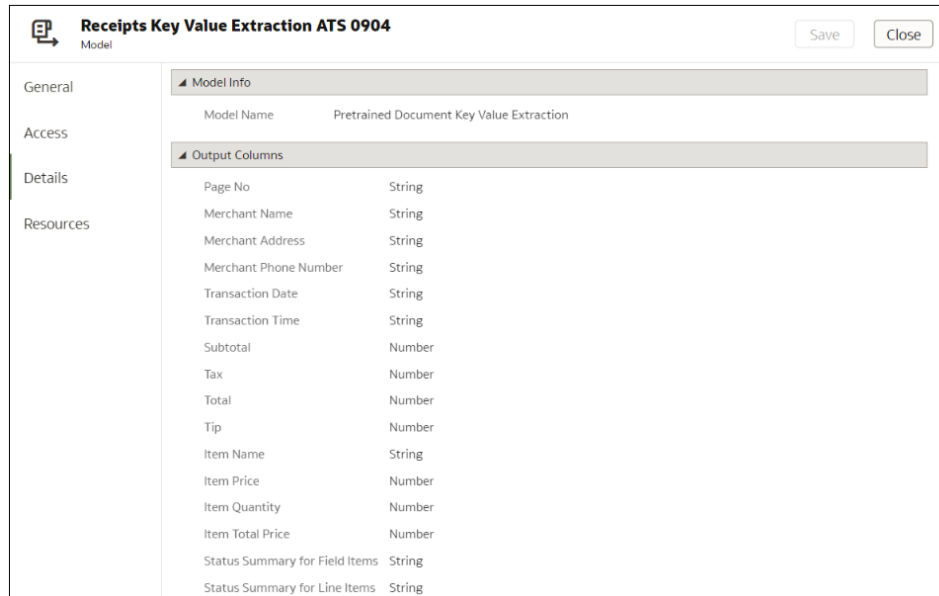 Receipts Key Value Extraction ATS 0904
Model
Save
Close
General
Access
Details
Resources
Model Info
Model Name Pretrained Document Key Value Extraction
Output Columns
Page No String
Merchant Name String
Merchant Address String
Merchant Phone Number String
Transaction Date String
Transaction Time String
Subtotal Number
Tax Number
Total Number
Tip Number
Item Name String
Item Price Number
Item Quantity Number
Item Total Price Number
Status Summary for Field Items String
Status Summary for Line Items String